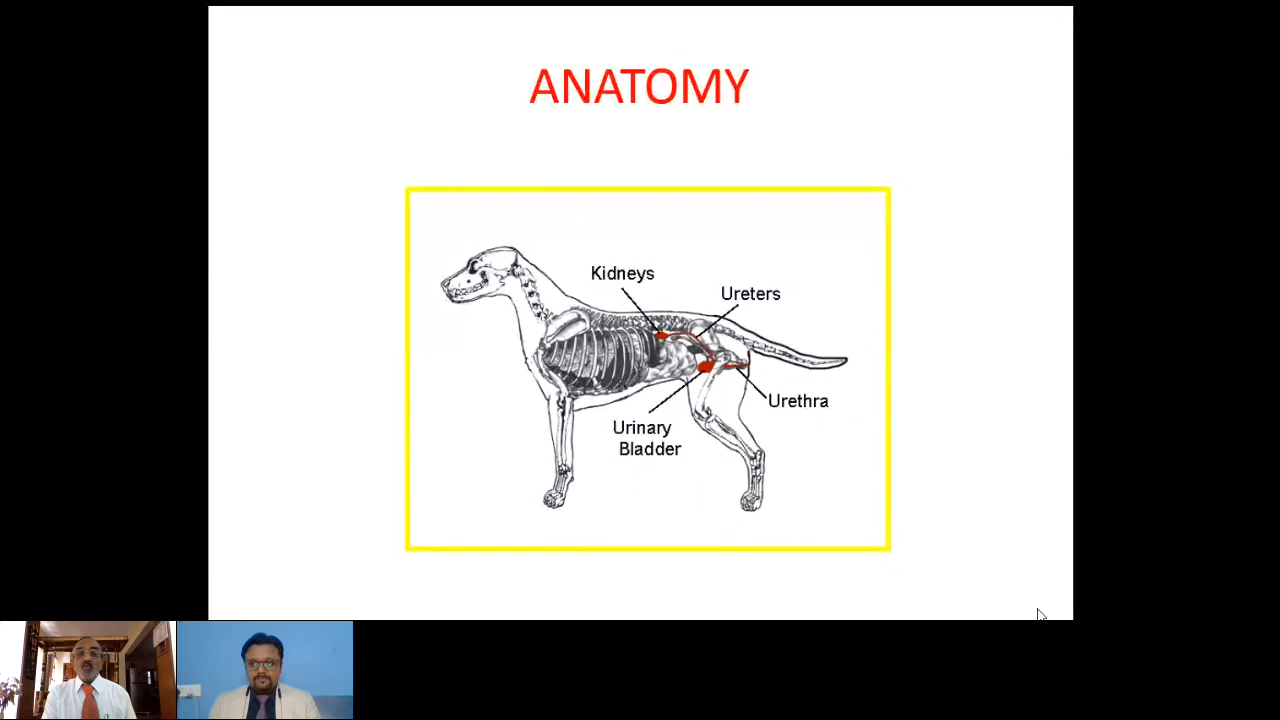 ANATOMY
Kidneys
Ureters
Urethra
Urinary
Bladder